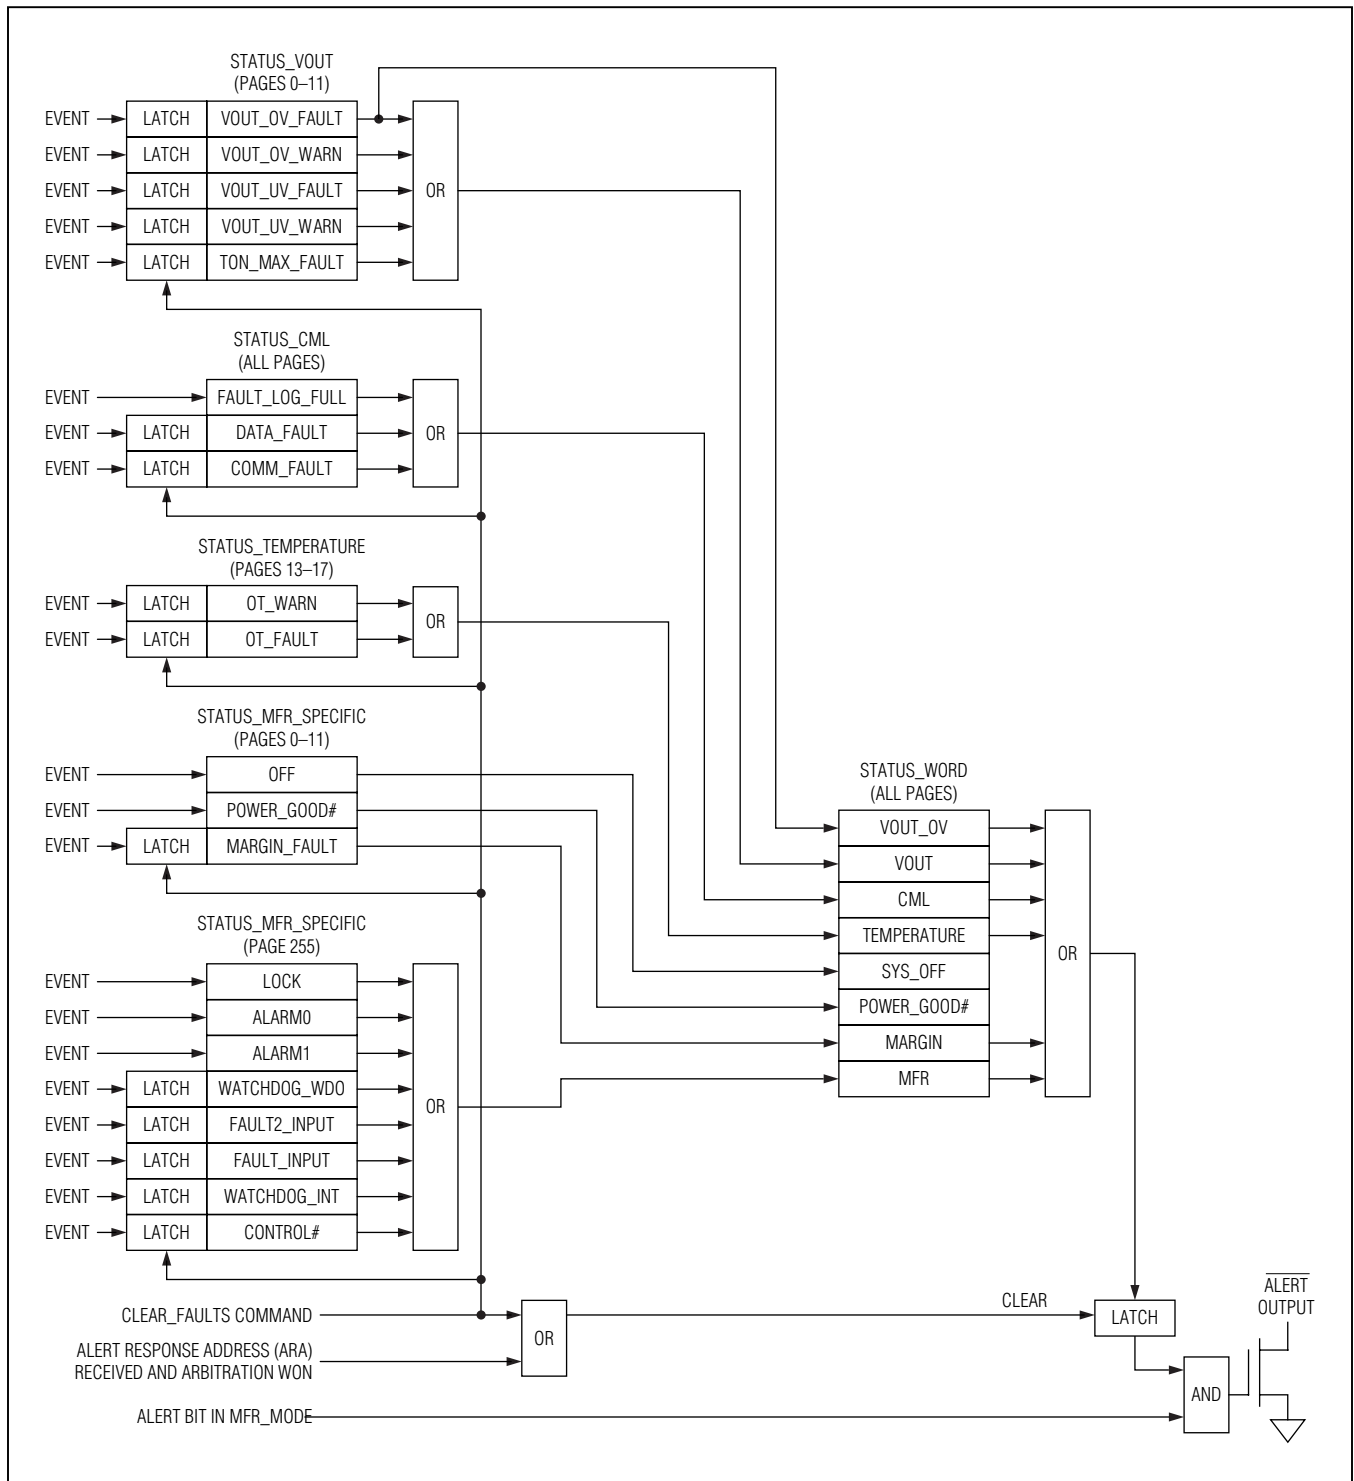 STATUS_VOUT
(PAGES 0–11)
EVENT LATCH VOUT_OV_FAULT
EVENT LATCH VOUT_OV_WARN
EVENT LATCH VOUT_UV_FAULT OR
EVENT LATCH VOUT_UV_WARN
EVENT LATCH TON_MAX_FAULT
STATUS_CML
(ALL PAGES)
EVENT FAULT_LOG_FULL
EVENT LATCH DATA_FAULT OR
EVENT LATCH COMM_FAULT
STATUS_TEMPERATURE
(PAGES 13–17)
EVENT LATCH OT_WARN
OR
EVENT LATCH OT_FAULT
STATUS_MFR_SPECIFIC
(PAGES 0–11)
EVENT OFF
EVENT POWER_GOOD#
EVENT LATCH MARGIN_FAULT
STATUS_MFR_SPECIFIC
(PAGE 255)
EVENT LOCK
EVENT ALARM0
EVENT ALARM1
EVENT LATCH WATCHDOG_WDO
OR
EVENT LATCH FAULT2_INPUT
EVENT LATCH FAULT_INPUT
EVENT LATCH WATCHDOG_INT
EVENT LATCH CONTROL#
STATUS_WORD
(ALL PAGES)
VOUT_OV
VOUT
CML
TEMPERATURE
OR
SYS_OFF
POWER_GOOD#
MARGIN
MFR
CLEAR_FAULTS COMMAND
OR
ALERT RESPONSE ADDRESS (ARA)
RECEIVED AND ARBITRATION WON
CLEAR
LATCH
ALERT
OUTPUT
AND
ALERT BIT IN MFR_MODE